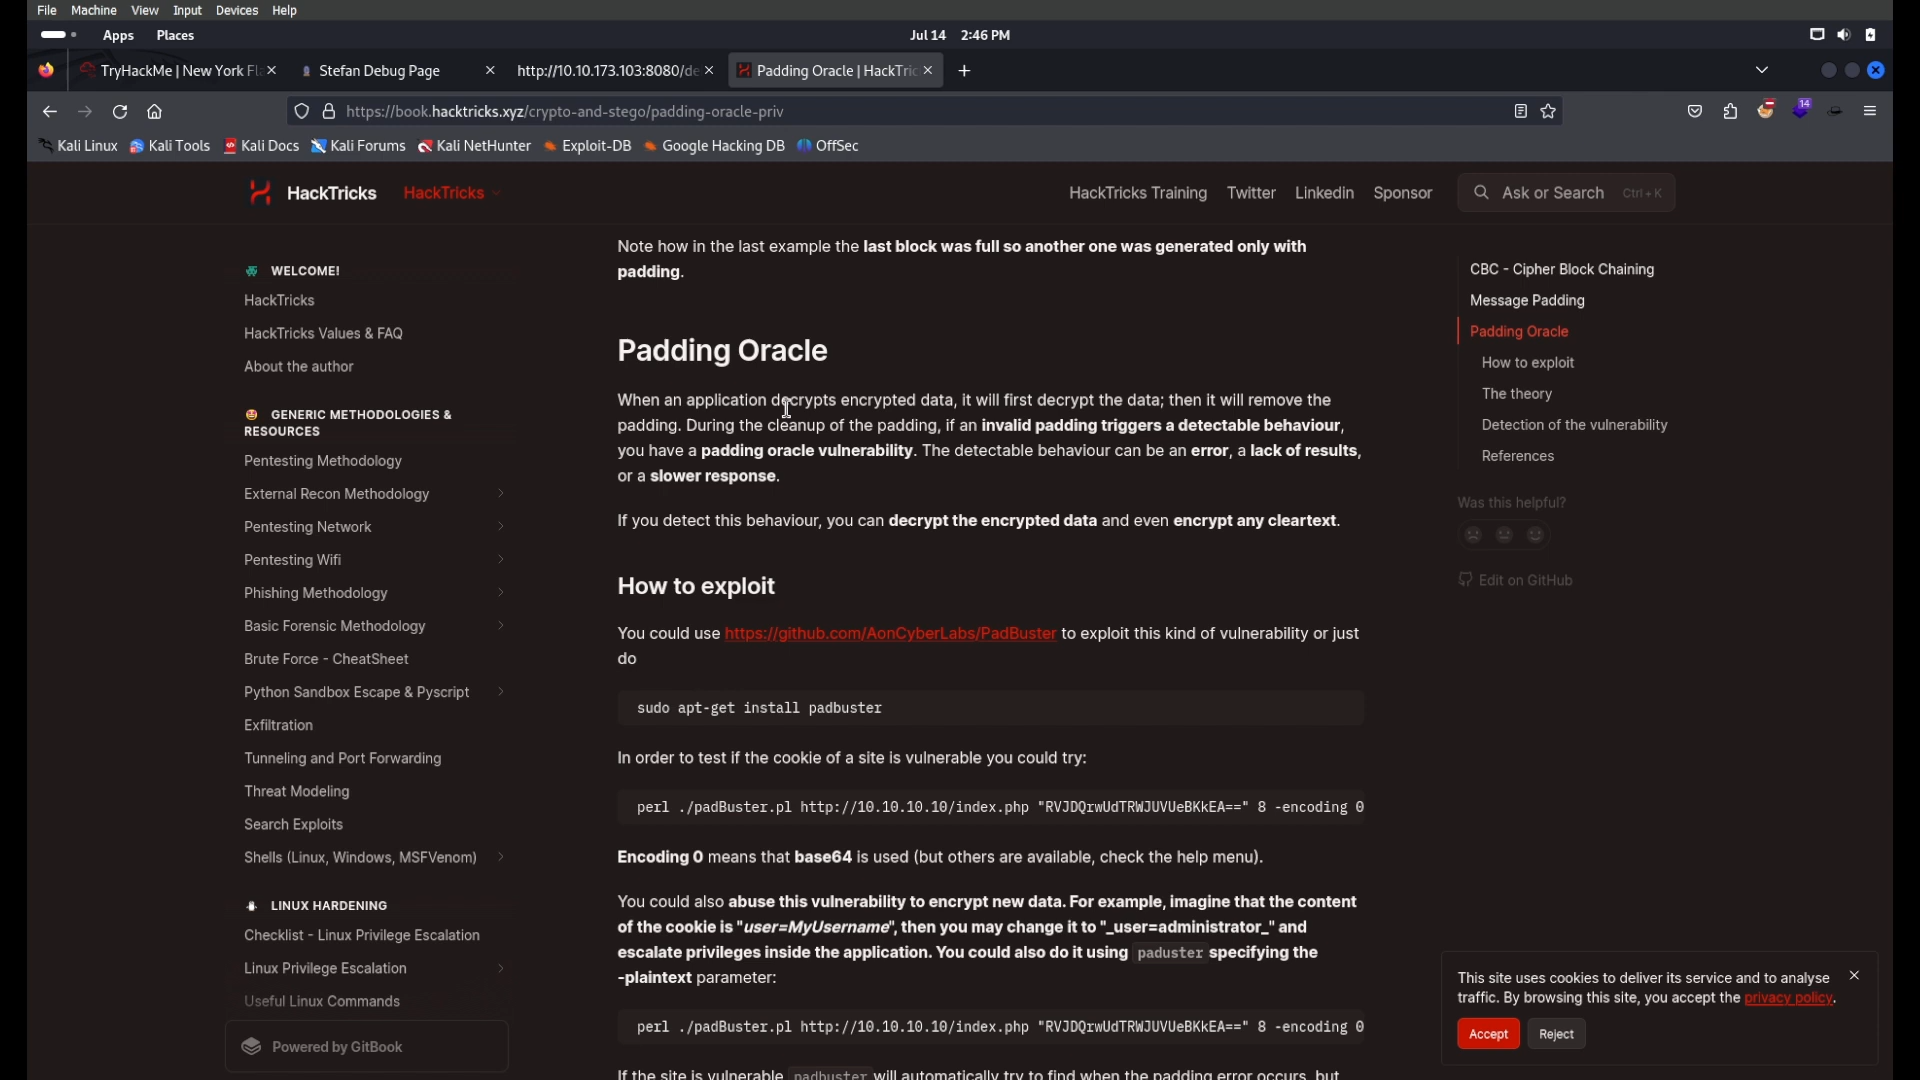 File Machine View Input Devices Help
Apps Places
Jul 14 2:46 PM
TryHackMe | New York Fl
Stefan Debug Page
http://10.10.173.103:8080/de
Padding Oracle | HackTric
https://book.hacktricks.xyz/crypto-and-stego/padding-oracle-priv
14
Kali Linux Kali Tools Kali Docs Kali Forums Kali NetHunter Exploit-DB Google Hacking DB OffSec
HackTricks HackTricks
HackTricks Training Twitter Linkedin Sponsor
Ask or Search Ctrl+K
WELCOME!
HackTricks
HackTricks Values & FAQ
About the author
GENERIC METHODOLOGIES &
RESOURCES
Pentesting Methodology
External Recon Methodology
Pentesting Network
Pentesting Wifi
Phishing Methodology
Basic Forensic Methodology
Brute Force - CheatSheet
Python Sandbox Escape & Pyscript
Exfiltration
Tunneling and Port Forwarding
Threat Modeling
Search Exploits
Shells (Linux, Windows, MSFVenom)
LINUX HARDENING
Checklist - Linux Privilege Escalation
Linux Privilege Escalation
Useful Linux Commands
Powered by GitBook
Note how in the last example the last block was full so another one was generated only with
padding.
Padding Oracle
When an application decrypts encrypted data, it will first decrypt the data; then it will remove the
padding. During the cleanup of the padding, if an invalid padding triggers a detectable behaviour,
you have a padding oracle vulnerability. The detectable behaviour can be an error, a lack of results,
or a slower response.
If you detect this behaviour, you can decrypt the encrypted data and even encrypt any cleartext.
How to exploit
You could use https://github.com/AonCyberLabs/PadBuster to exploit this kind of vulnerability or just
do
sudo apt-get install padbuster
In order to test if the cookie of a site is vulnerable you could try:
perl ./padBuster.pl http://10.10.10.10/index.php "RVJDQrwUdTRWJUVUeBKkEA==" 8 -encoding 0
Encoding 0 means that base64 is used (but others are available, check the help menu).
You could also abuse this vulnerability to encrypt new data. For example, imagine that the content
of the cookie is "user=MyUsername", then you may change it to "_user=administrator_" and
escalate privileges inside the application. You could also do it using paduster specifying the
-plaintext parameter:
perl ./padBuster.pl http://10.10.10.10/index.php "RVJDQrwUdTRWJUVUeBKkEA==" 8 -encoding 0
If the site is vulnerable padbuster will automatically try to find when the padding error occurs, but
CBC - Cipher Block Chaining
Message Padding
Padding Oracle
How to exploit
The theory
Detection of the vulnerability
References
Was this helpful?
Edit on GitHub
This site uses cookies to deliver its service and to analyse
traffic. By browsing this site, you accept the privacy policy.
Accept Reject